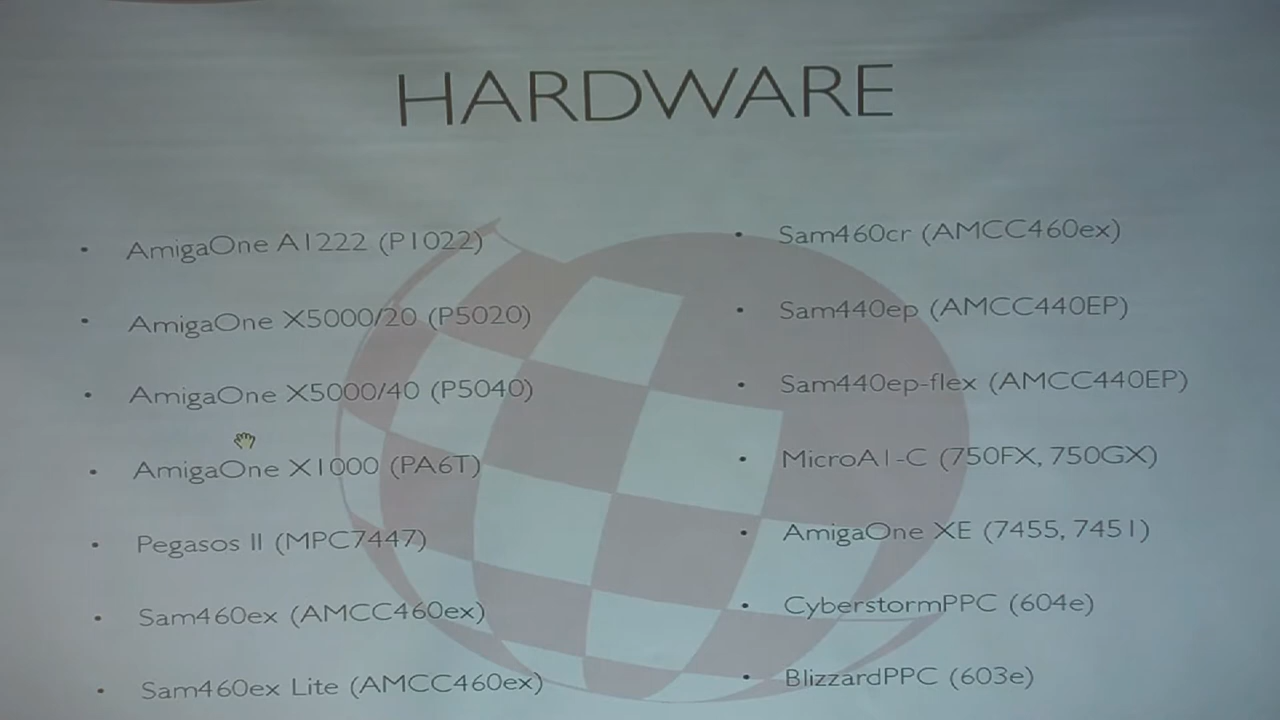 HARDWARE
• AmigaOne A1222 (P1022)
• AmigaOne X5000/20 (P5020)
• AmigaOne X5000/40 (P5040)
• AmigaOne X1000 (PA6T)
• Pegasos II (MPC7447)
• Sam460ex (AMCC460ex)
• Sam460ex Lite (AMCC460ex)
• Sam460cr (AMCC460ex)
• Sam440ep (AMCC440EP)
• Sam440ep-flex (AMCC440EP)
• MicroA1-C (750FX, 750GX)
• AmigaOne XE (7455, 7451)
• CyberstormPPC (604e)
• BlizzardPPC (603e)